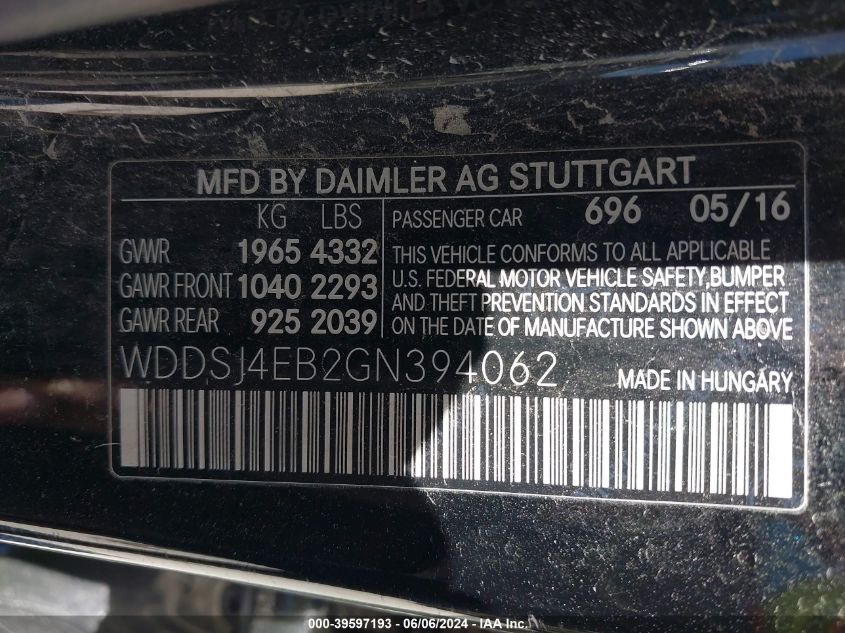 MFD BY DAIMLER AG STUTTGART
KG LBS
GVWR 1965 4332
GAWR FRONT 1040 2293
GAWR REAR 925 2039
PASSENGER CAR 696 05/16
THIS VEHICLE CONFORMS TO ALL APPLICABLE
U.S. FEDERAL MOTOR VEHICLE SAFETY,BUMPER
AND THEFT PREVENTION STANDARDS IN EFFECT
ON THE DATE OF MANUFACTURE SHOWN ABOVE
WDDSJ4EB2GN394062 MADE IN HUNGARY
000-39597193 - 06/06/2024 - IAA Inc.